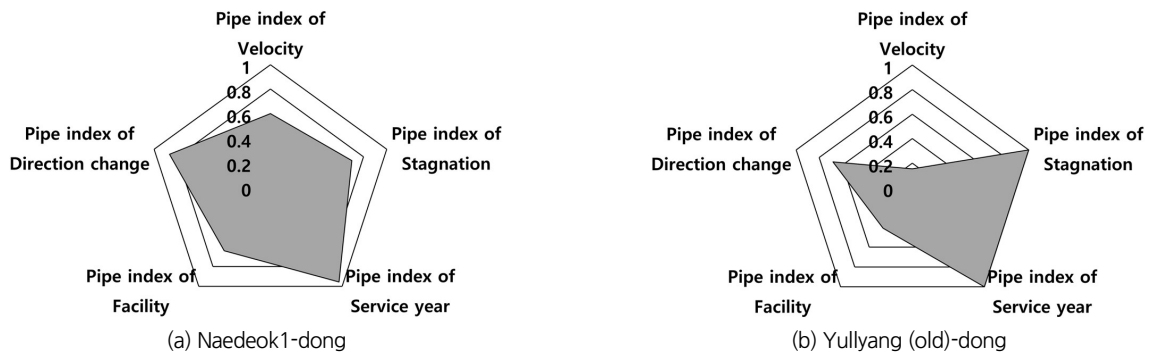 Pipe index of
Velocity
1
0.8
0.6
0.4
0.2
0
Pipe index of
Stagnation
Pipe index of
Service year
Pipe index of
Facility
Pipe index of
Direction change
(a) Naedeok1-dong
Pipe index of
Velocity
1
0.8
0.6
0.4
0.2
0
Pipe index of
Stagnation
Pipe index of
Service year
Pipe index of
Facility
Pipe index of
Direction change
(b) Yullyang (old)-dong